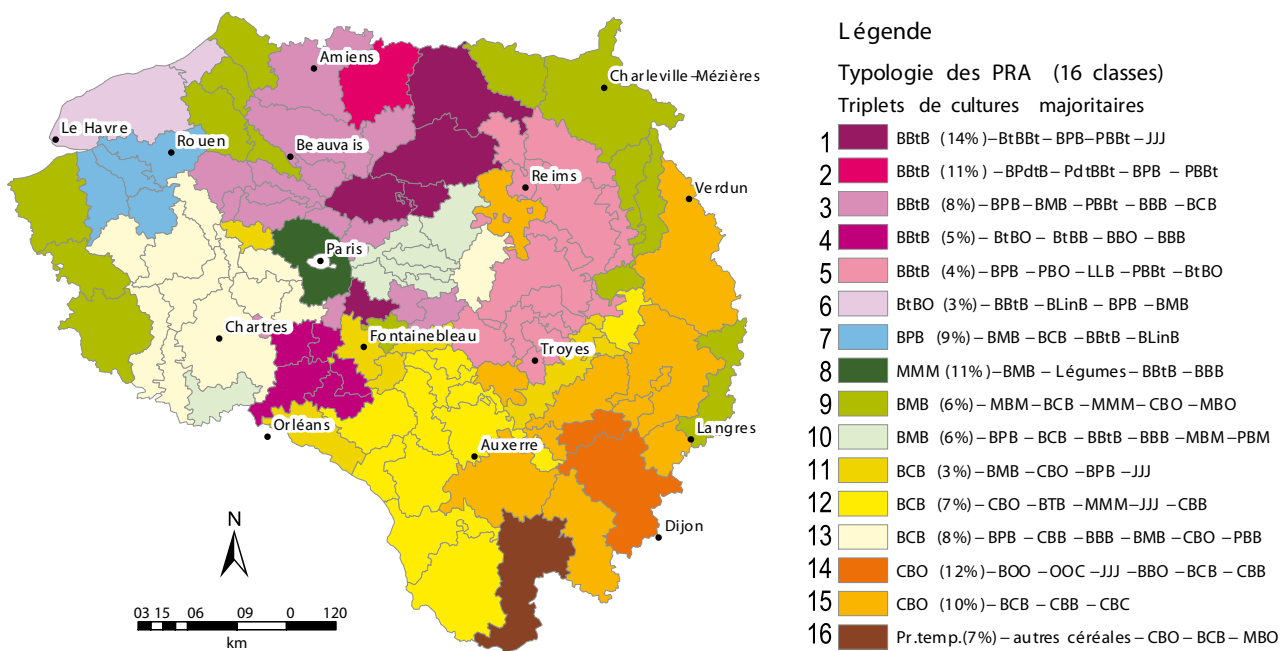 Amiens
Charleville-Mézières
Le Havre
Rouen
Beauvais
Reims
Verdun
Paris
Chartres
Fontainebleau
Troyes
Orléans
Auxerre
Langres
Dijon
N
03 15 06 09 0 120
km
Légende
Typologie des PRA (16 classes)
Triplets de cultures majoritaires
1 BBtB (14%)–BtBBt–BPB–PBBt–JJJ
2 BBtB (11%) –BPdtB–PdtBBt–BPB –PBBt
3 BBtB (8%)–BPB–BMB–PBBt–BBB–BCB
4 BBtB (5%)–BtBO–BtBB–BBO–BBB
5 BBtB (4%)–BPB–PBO–LLB–PBBt–BtBO
6 BtBO (3%)–BBtB–BLinB–BPB–BMB
7 BPB (9%)–BMB–BCB–BBtB–BLinB
8 MMM (11%)–BMB–Légumes–BBtB–BBB
9 BMB (6%)–MBM–BCB–MMM–CBO–MBO
10 BMB (6%)–BPB–BCB–BBtB–BBB–MBM–PBM
11 BCB (3%)–BMB–CBO–BPB–JJJ
12 BCB (7%)–CBO–BTB–MMM–JJJ–CBB
13 BCB (8%)–BPB–CBB–BBB–BMB–CBO–PBB
14 CBO (12%)–BOO–OOC–JJJ–BBO–BCB–CBB
15 CBO (10%)–BCB–CBB–CBC
16 Pr.temp.(7%)–autres céréales–CBO–BCB–MBO